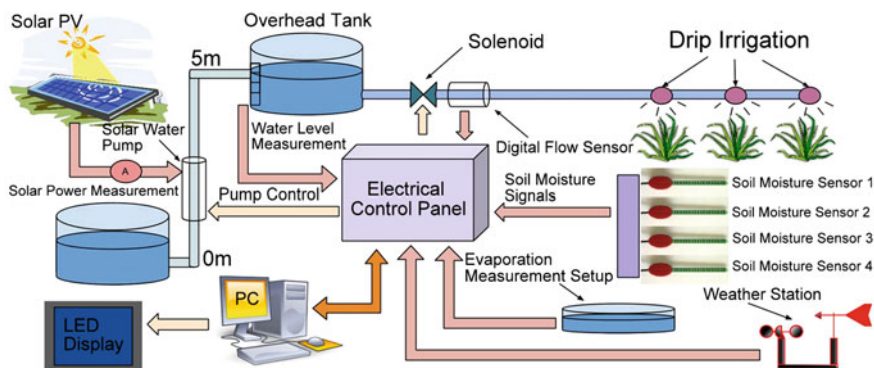 Solar PV
Overhead Tank
Solenoid
Drip Irrigation
5m
Solar Water
Pump
Water Level
Measurement
Digital Flow Sensor
A
Solar Power Measurement
Pump Control
Electrical
Control Panel
Soil Moisture
Signals
Soil Moisture Sensor 1
Soil Moisture Sensor 2
Soil Moisture Sensor 3
Soil Moisture Sensor 4
0m
Evaporation
Measurement Setup
Weather Station
PC
LED
Display